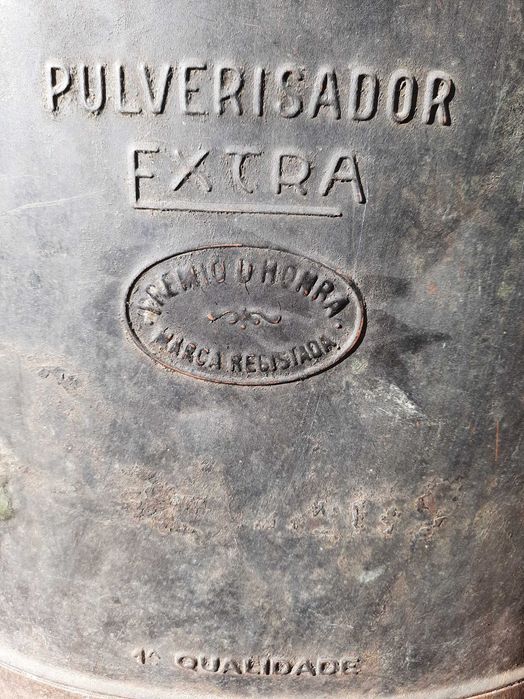 PULVERISADOR
EXTRA
PREMIO D HONRA
MARCA REGISTADA
1ª QUALIDADE